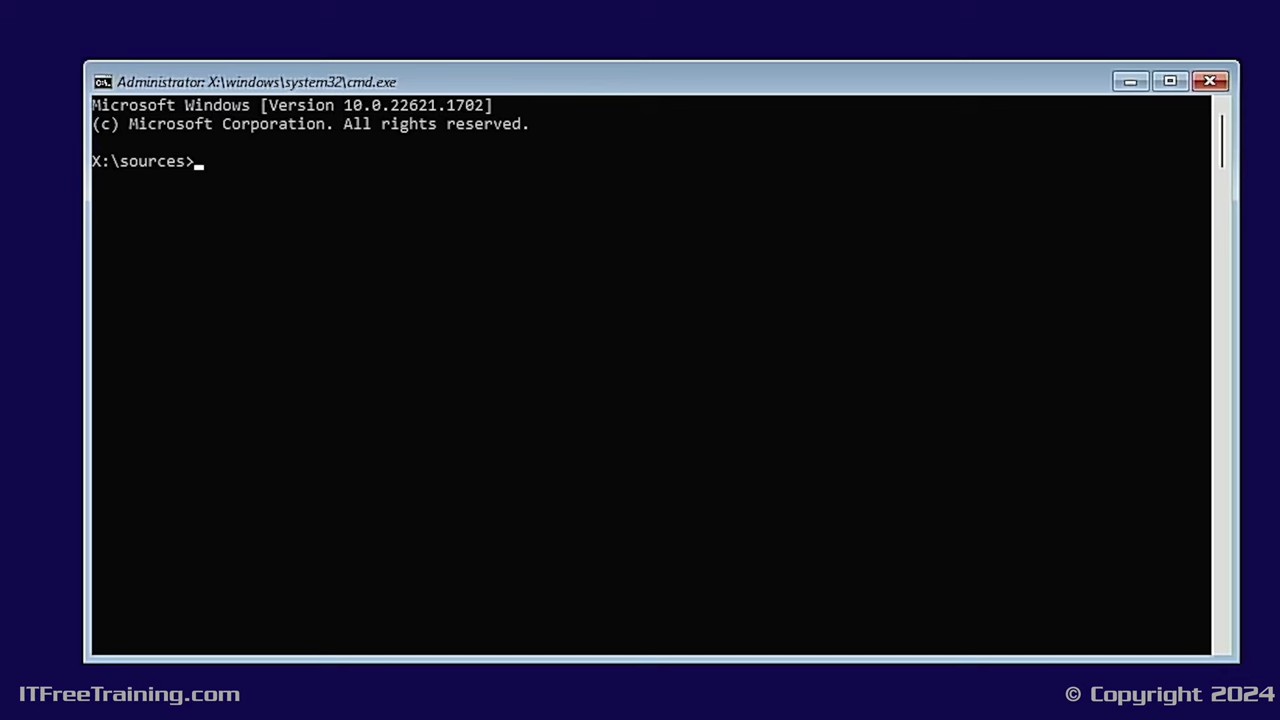 Administrator: X:\windows\system32\cmd.exe
Microsoft Windows [Version 10.0.22621.1702]
(c) Microsoft Corporation. All rights reserved.
X:\sources>
ITFreeTraining.com
© Copyright 2024